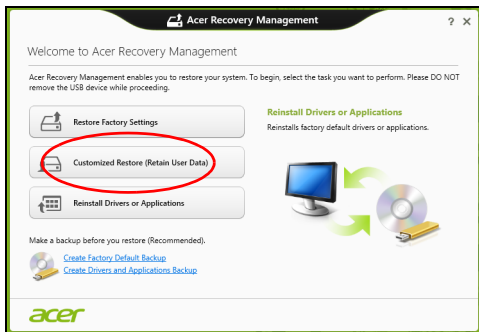 Acer Recovery Management
? X
Welcome to Acer Recovery Management
Acer Recovery Management enables you to restore your system. To begin, select the task you want to perform. Please DO NOT
remove the USB device while proceeding.
Restore Factory Settings
Customized Restore (Retain User Data)
Reinstall Drivers or Applications
Reinstall Drivers or Applications
Reinstalls factory default drivers or applications.
Make a backup before you restore (Recommended).
Create Factory Default Backup
Create Drivers and Applications Backup
acer